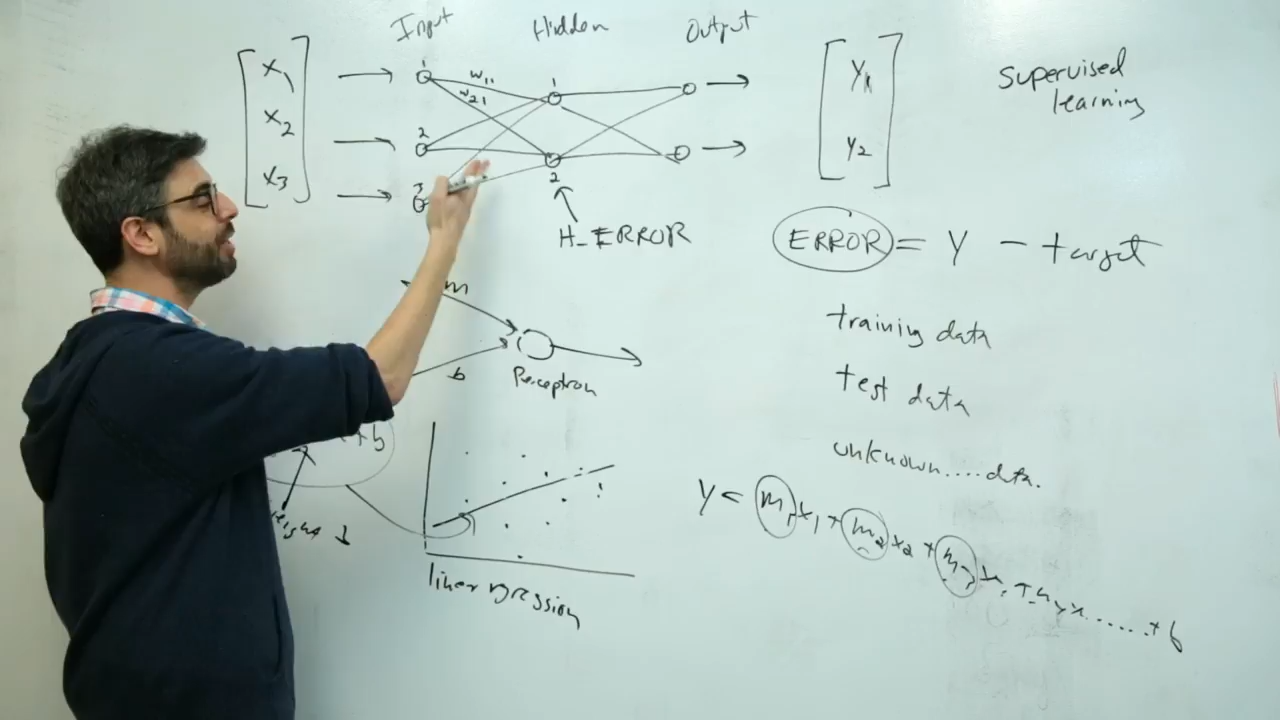 Input Hidden Output
x1
x2
x3
1
2
3
w11
w21
1
2
y1
y2
Supervised
learning
H_ERROR
ERROR = Y - target
m
b
Perceptron
training data
test data
unknown....data.
+b
linear regression
y = m1x1 + m2x2 + m3x3 + ...... + b